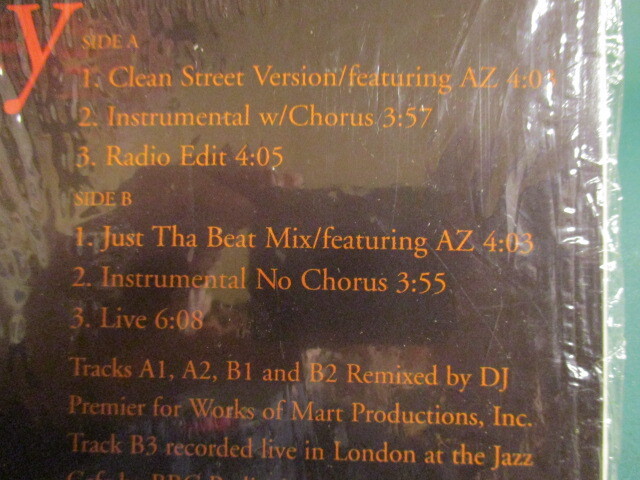 y
SIDE A
1. Clean Street Version/featuring AZ 4:03
2. Instrumental w/Chorus 3:57
3. Radio Edit 4:05
SIDE B
1. Just Tha Beat Mix/featuring AZ 4:03
2. Instrumental No Chorus 3:55
3. Live 6:08
Tracks A1, A2, B1 and B2 Remixed by DJ
Premier for Works of Mart Productions, Inc.
Track B3 recorded live in London at the Jazz